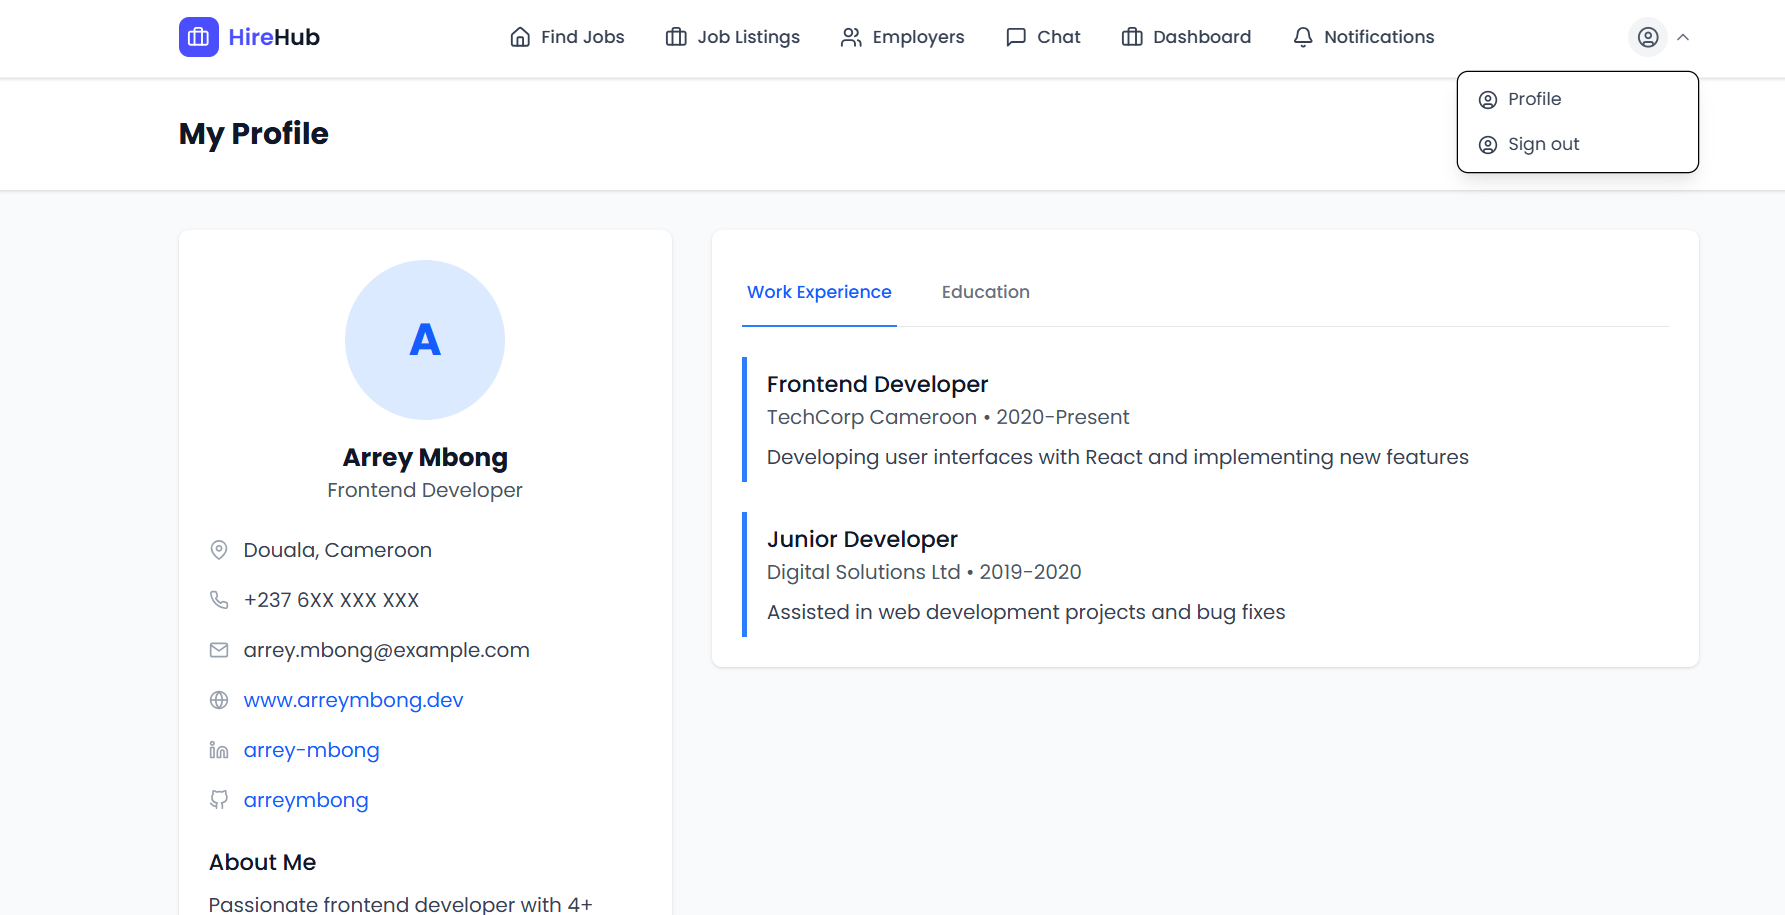 HireHub
Find Jobs
Job Listings
Employers
Chat
Dashboard
Notifications
Profile
Sign out
My Profile
A
Arrey Mbong
Frontend Developer
Douala, Cameroon
+237 6XX XXX XXX
arrey.mbong@example.com
www.arreymbong.dev
arrey-mbong
arreymbong
About Me
Passionate frontend developer with 4+
Work Experience
Education
Frontend Developer
TechCorp Cameroon • 2020-Present
Developing user interfaces with React and implementing new features
Junior Developer
Digital Solutions Ltd • 2019-2020
Assisted in web development projects and bug fixes